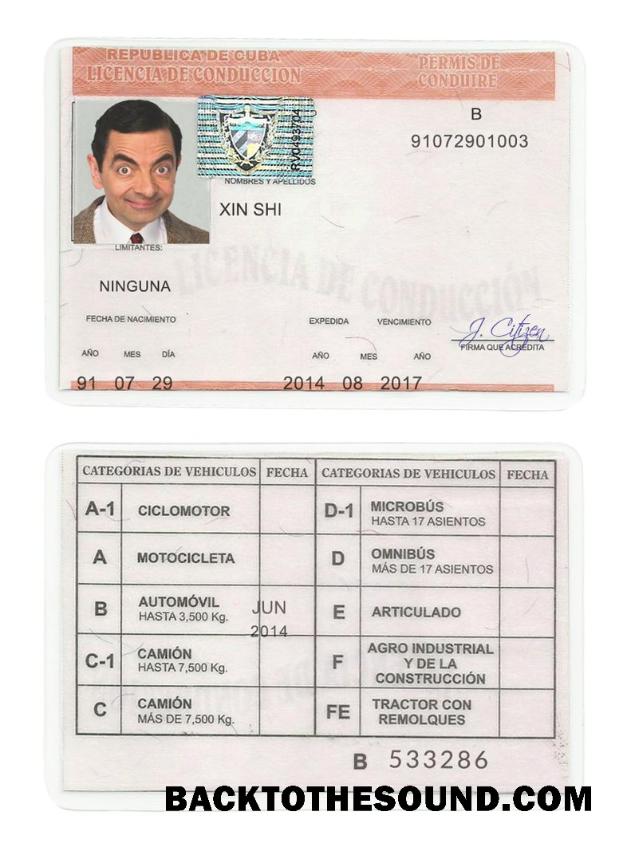 REPUBLICA DE CUBA
LICENCIA DE CONDUCCION
PERMIS DE
CONDUIRE
B
91072901003
RV0493704
NOMBRES Y APELLIDOS
XIN SHI
LIMITANTES:
LICENCIA DE CONDUCCIÓN
NINGUNA
FECHA DE NACIMIENTO
EXPEDIDA VENCIMIENTO
J. Citizen
FIRMA QUE ACREDITA
AÑO MES DÍA AÑO MES AÑO
91 07 29 2014 08 2017
CATEGORIAS DE VEHICULOS FECHA CATEGORIAS DE VEHICULOS FECHA
A-1 CICLOMOTOR
D-1 MICROBÚS
HASTA 17 ASIENTOS
A MOTOCICLETA
D OMNIBÚS
MÁS DE 17 ASIENTOS
B AUTOMÓVIL
HASTA 3,500 Kg.
JUN
2014
E ARTICULADO
C-1 CAMIÓN
HASTA 7,500 Kg.
F AGRO INDUSTRIAL
Y DE LA
CONSTRUCCIÓN
C CAMIÓN
MÁS DE 7,500 Kg.
FE TRACTOR CON
REMOLQUES
B 533286
BACKTOTHESOUND.COM